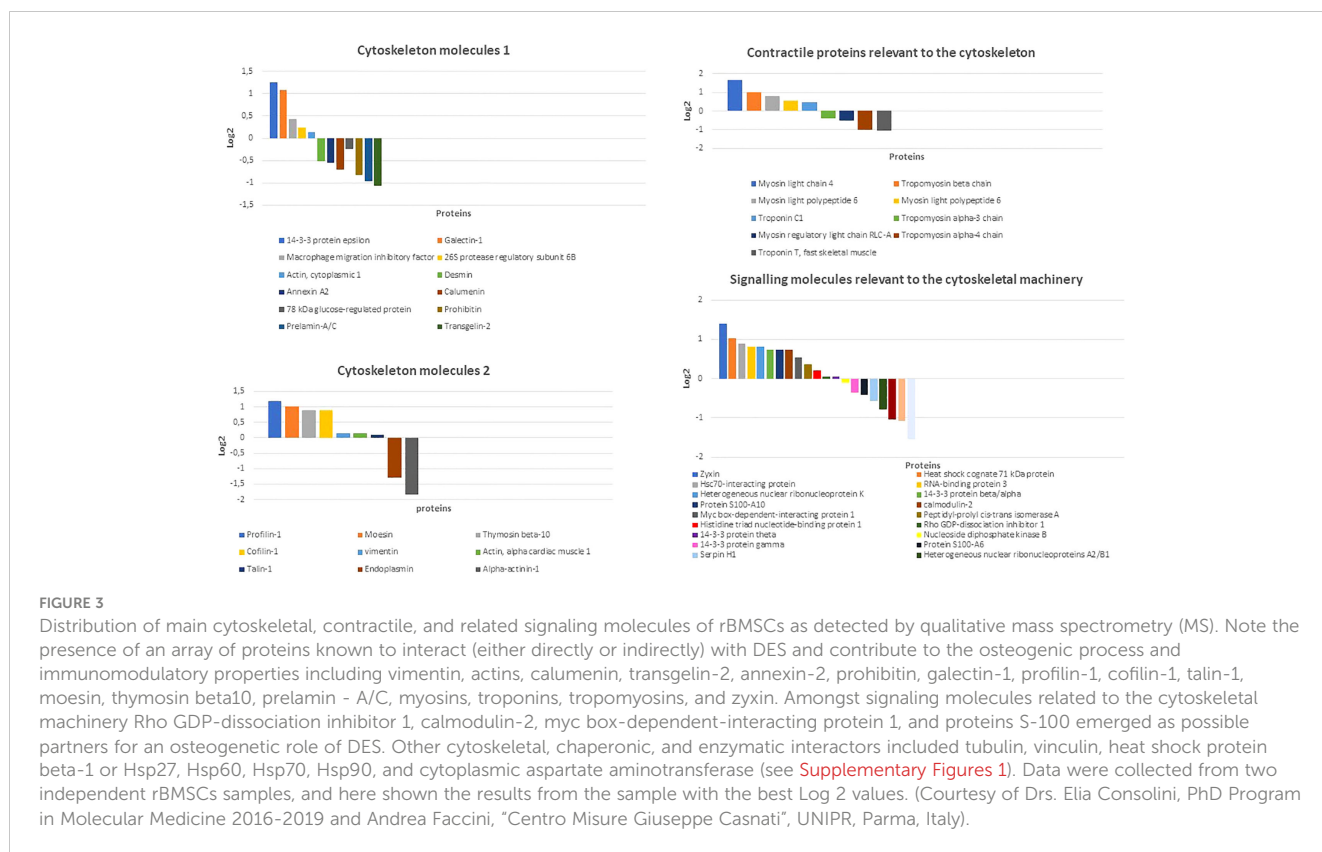 Cytoskeleton molecules 1
1,5
1
0,5
0
-0,5
-1
-1,5
Log2
Proteins
14-3-3 protein epsilon
Galectin-1
Macrophage migration inhibitory factor
26S protease regulatory subunit 6B
Actin, cytoplasmic 1
Desmin
Annexin A2
Calumenin
78 kDa glucose-regulated protein
Prohibitin
Prelamin-A/C
Transgelin-2
Contractile proteins relevant to the cytoskeleton
2
1
0
-1
-2
Log2
Proteins
Myosin light chain 4
Tropomyosin beta chain
Myosin light polypeptide 6
Myosin light polypeptide 6
Troponin C1
Tropomyosin alpha-3 chain
Myosin regulatory light chain RLC-A
Tropomyosin alpha-4 chain
Troponin T, fast skeletal muscle
Cytoskeleton molecules 2
1,5
1
0,5
0
-0,5
-1
-1,5
-2
Log2
proteins
Profilin-1
Moesin
Thymosin beta-10
Cofilin-1
vimentin
Actin, alpha cardiac muscle 1
Talin-1
Endoplasmin
Alpha-actinin-1
Signalling molecules relevant to the cytoskeletal machinery
2
1
0
-1
-2
Log2
Proteins
Zyxin
Heat shock cognate 71 kDa protein
Hsc70-interacting protein
RNA-binding protein 3
Heterogeneous nuclear ribonucleoprotein K
14-3-3 protein beta/alpha
Protein S100-A10
calmodulin-2
Myc box-dependent-interacting protein 1
Peptidyl-prolyl cis-trans isomerase A
Histidine triad nucleotide-binding protein 1
Rho GDP-dissociation inhibitor 1
14-3-3 protein theta
Nucleoside diphosphate kinase B
14-3-3 protein gamma
Protein S100-A6
Serpin H1
Heterogeneous nuclear ribonucleoproteins A2/B1
FIGURE 3
Distribution of main cytoskeletal, contractile, and related signaling molecules of rBMSCs as detected by qualitative mass spectrometry (MS). Note the
presence of an array of proteins known to interact (either directly or indirectly) with DES and contribute to the osteogenic process and
immunomodulatory properties including vimentin, actins, calumenin, transgelin-2, annexin-2, prohibitin, galectin-1, profilin-1, cofilin-1, talin-1,
moesin, thymosin beta10, prelamin - A/C, myosins, troponins, tropomyosins, and zyxin. Amongst signaling molecules related to the cytoskeletal
machinery Rho GDP-dissociation inhibitor 1, calmodulin-2, myc box-dependent-interacting protein 1, and proteins S-100 emerged as possible
partners for an osteogenetic role of DES. Other cytoskeletal, chaperonic, and enzymatic interactors included tubulin, vinculin, heat shock protein
beta-1 or Hsp27, Hsp60, Hsp70, Hsp90, and cytoplasmic aspartate aminotransferase (see Supplementary Figures 1). Data were collected from two
independent rBMSCs samples, and here shown the results from the sample with the best Log 2 values. (Courtesy of Drs. Elia Consolini, PhD Program
in Molecular Medicine 2016-2019 and Andrea Faccini, “Centro Misure Giuseppe Casnati”, UNIPR, Parma, Italy).